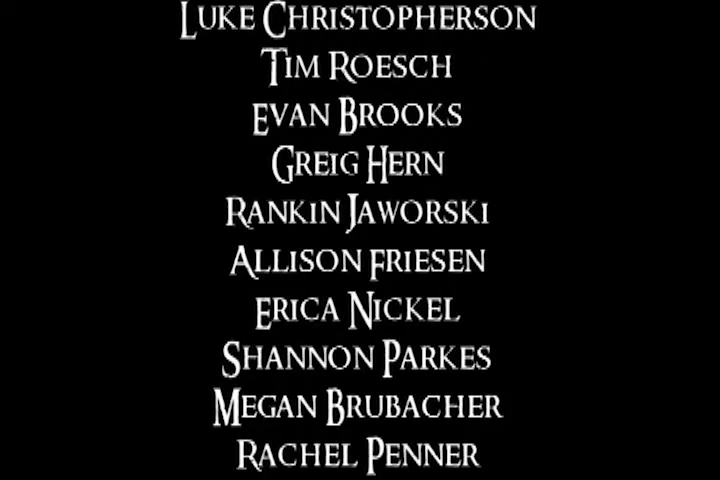 Luke Christopherson
Tim Roesch
Evan Brooks
Greig Hern
Rankin Jaworski
Allison Friesen
Erica Nickel
Shannon Parkes
Megan Brubacher
Rachel Penner